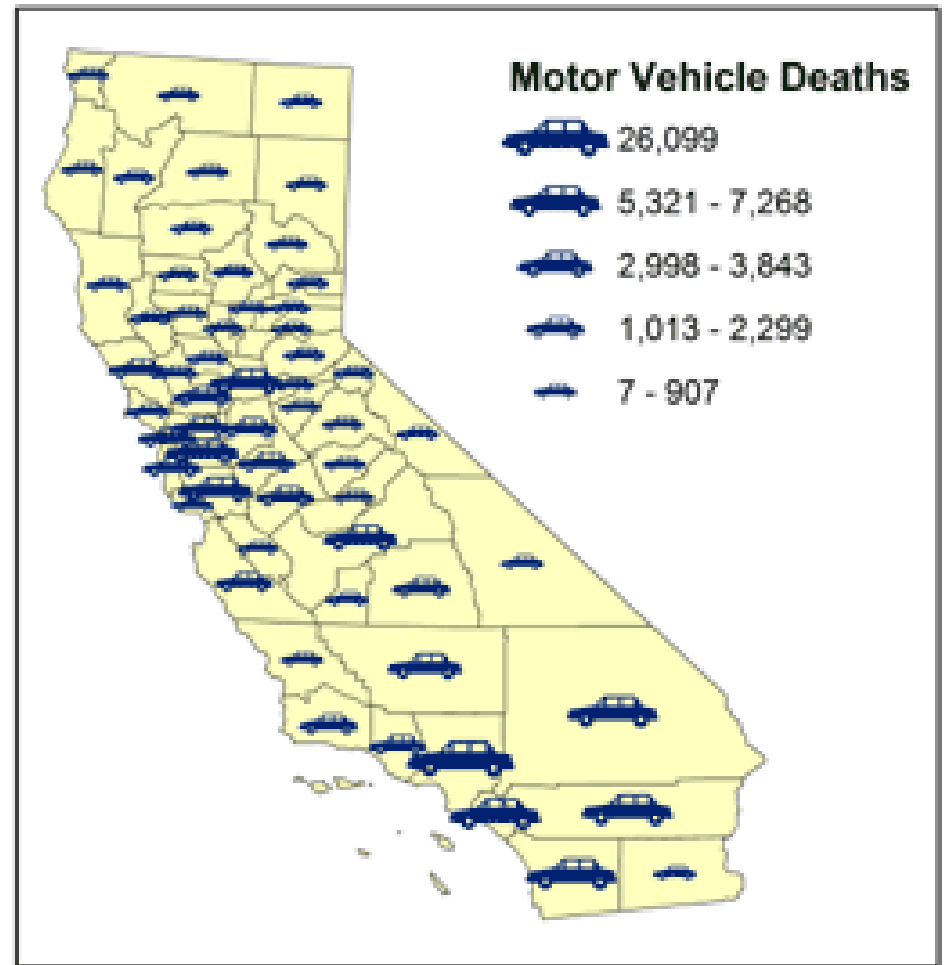 Motor Vehicle Deaths
26,099
5,321 - 7,268
2,998 - 3,843
1,013 - 2,299
7 - 907